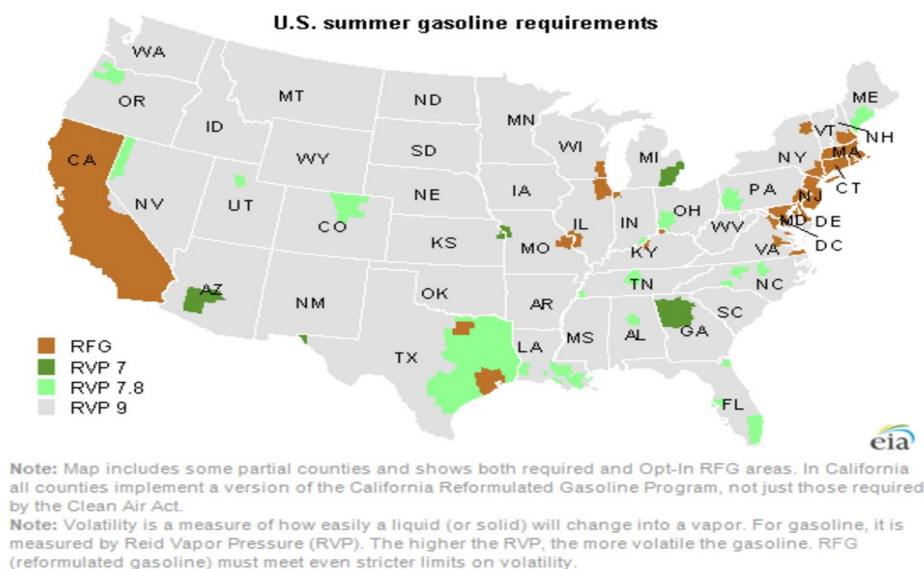 U.S. summer gasoline requirements
WA
OR
CA
ID
NV
MT
WY
UT
AZ
CO
NM
ND
SD
NE
KS
OK
TX
MN
IA
MO
AR
LA
WI
IL
MS
MI
IN
KY
TN
AL
OH
WV
VA
NC
SC
GA
FL
PA
NY
VT
ME
NH
MA
CT
NJ
DE
MD
DC
RFG
RVP 7
RVP 7.8
RVP 9
eia
Note: Map includes some partial counties and shows both required and Opt-In RFG areas. In California
all counties implement a version of the California Reformulated Gasoline Program, not just those required
by the Clean Air Act.
Note: Volatility is a measure of how easily a liquid (or solid) will change into a vapor. For gasoline, it is
measured by Reid Vapor Pressure (RVP). The higher the RVP, the more volatile the gasoline. RFG
(reformulated gasoline) must meet even stricter limits on volatility.